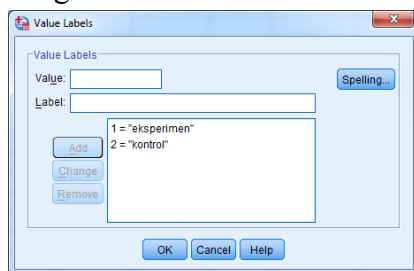 Value Labels
Value Labels
Value:
Spelling...
Label:
1 = "eksperimen"
2 = "kontrol"
Add
Change
Remove
OK Cancel Help